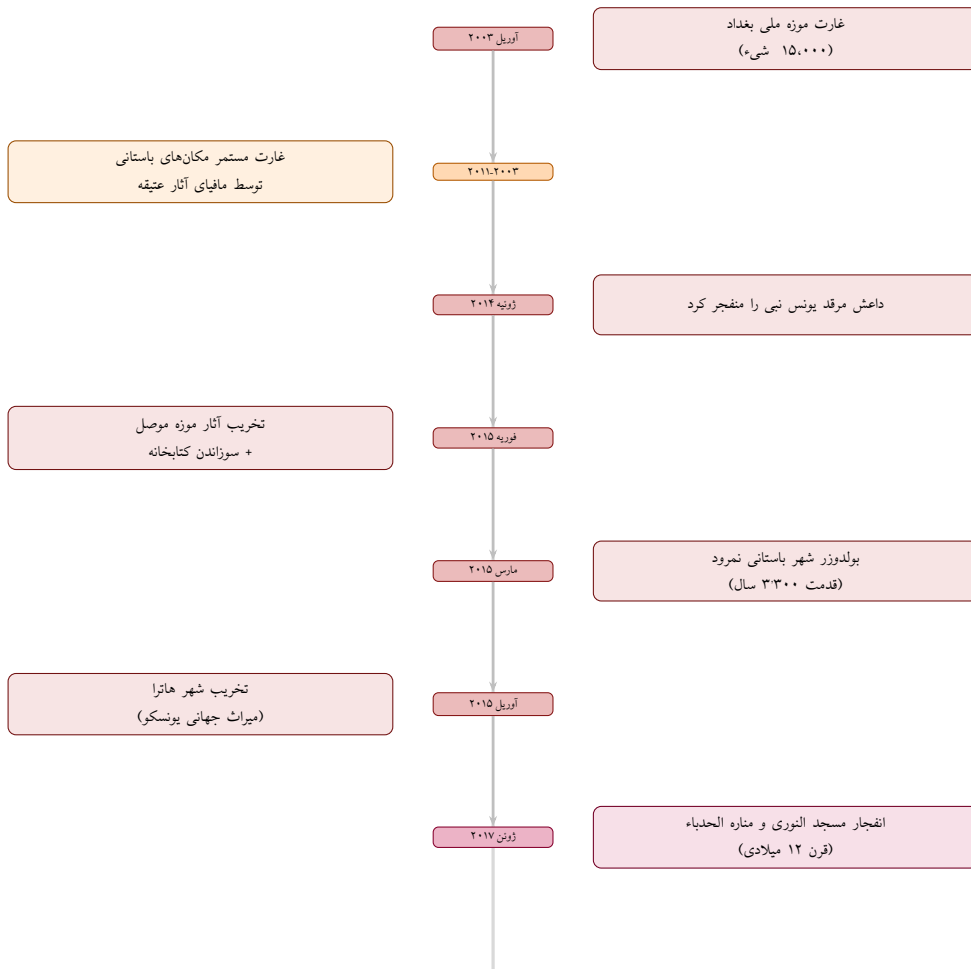 آوریل ۲۰۰۳
غارت موزه ملی بغداد
(۱۵،۰۰۰ شیء)
۲۰۰۳-۲۰۱۱
غارت مستمر مکان‌های باستانی
توسط مافیای آثار عتیقه
ژوئیه ۲۰۱۴
داعش مرقد یونس نبی را منفجر کرد
فوریه ۲۰۱۵
تخریب آثار موزه موصل
+ سوزاندن کتابخانه
مارس ۲۰۱۵
بولدوزر شهر باستانی نمرود
(قدمت ۳٬۳۰۰ سال)
آوریل ۲۰۱۵
تخریب شهر هاترا
(میراث جهانی یونسکو)
ژوئن ۲۰۱۷
انفجار مسجد النوری و مناره الحدباء
(قرن ۱۲ میلادی)